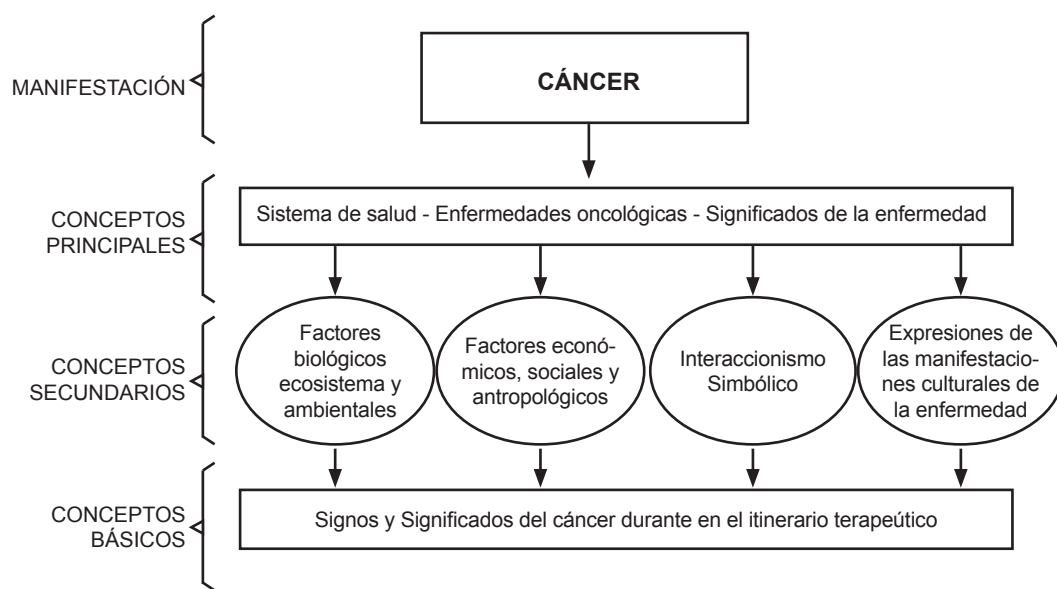 MANIFESTACIÓN
CÁNCER
CONCEPTOS
PRINCIPALES
Sistema de salud - Enfermedades oncológicas - Significados de la enfermedad
CONCEPTOS
SECUNDARIOS
Factores
biológicos
ecosistema y
ambientales
Factores econó-
micos, sociales y
antropológicos
Interaccionismo
Simbólico
Expresiones de
las manifestacio-
nes culturales de
la enfermedad
CONCEPTOS
BÁSICOS
Signos y Significados del cáncer durante en el itinerario terapeútico